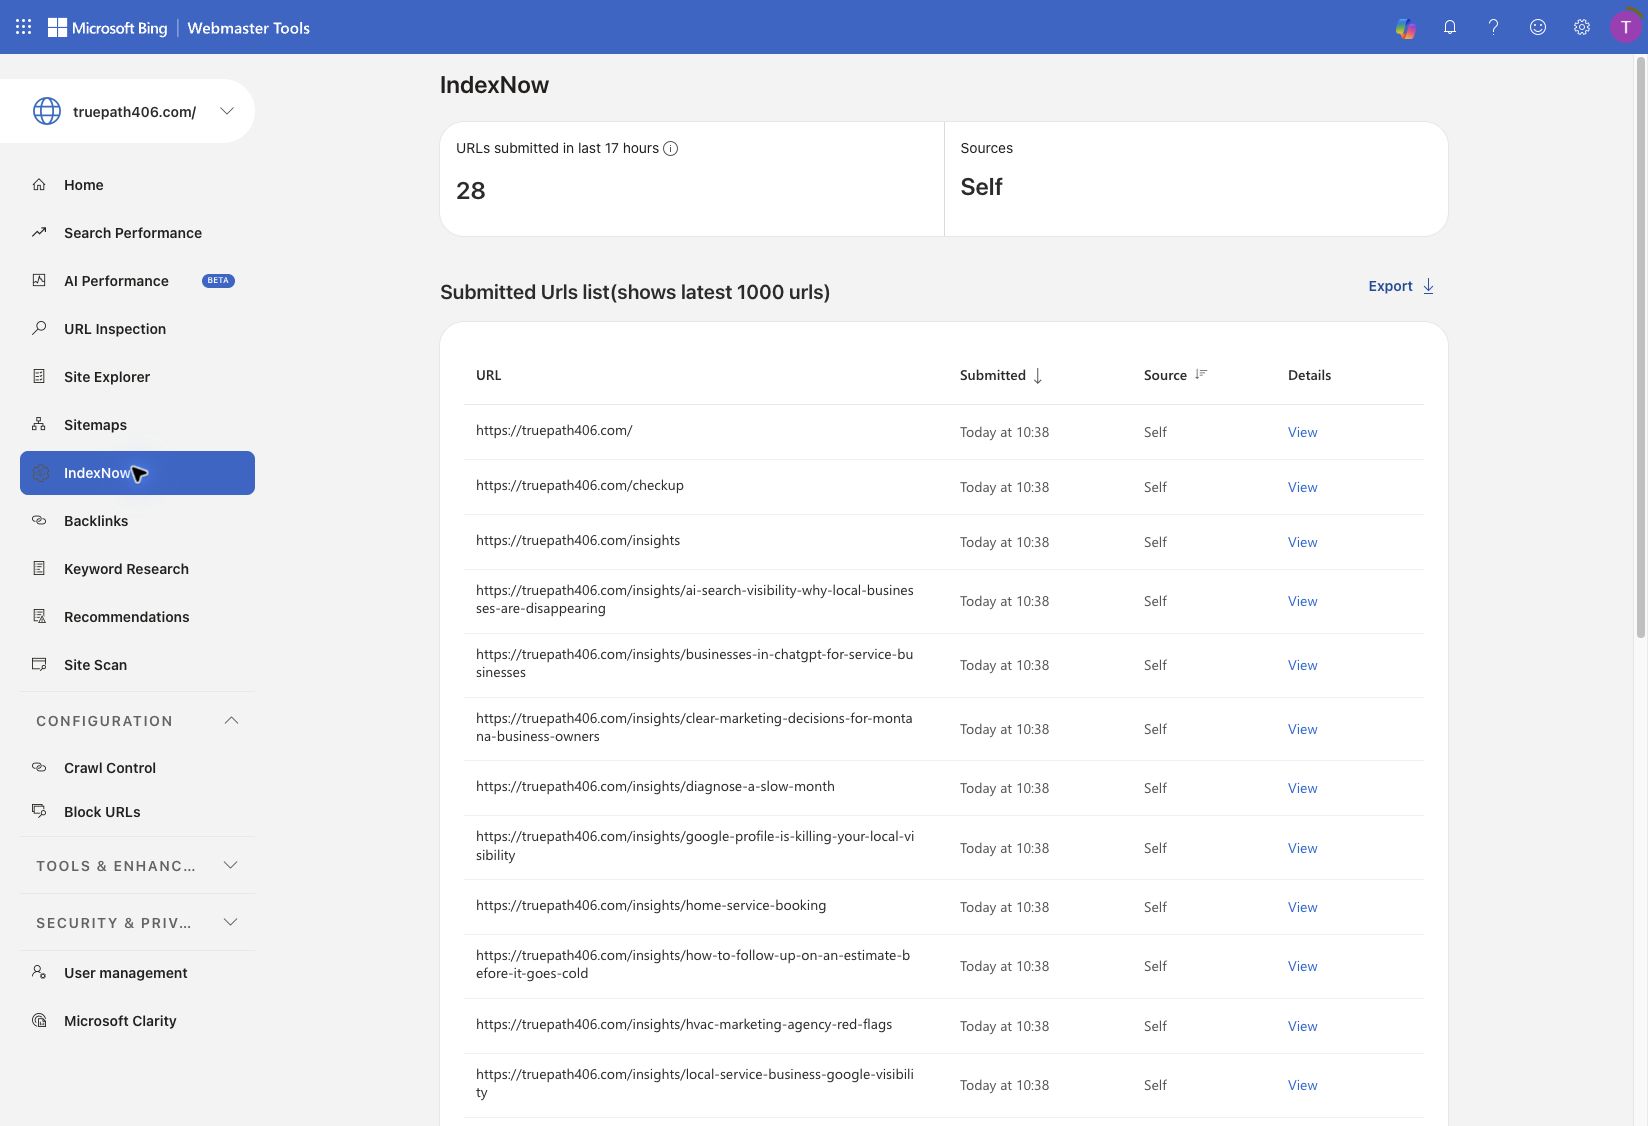 Microsoft Bing | Webmaster Tools
T
truepath406.com/
Home
Search Performance
AI Performance BETA
URL Inspection
Site Explorer
Sitemaps
IndexNow
Backlinks
Keyword Research
Recommendations
Site Scan
CONFIGURATION
Crawl Control
Block URLs
TOOLS & ENHANC...
SECURITY & PRIV...
User management
Microsoft Clarity
IndexNow
URLs submitted in last 17 hours
28
Sources
Self
Submitted Urls list(shows latest 1000 urls)
Export
URL Submitted Source Details
https://truepath406.com/ Today at 10:38 Self View
https://truepath406.com/checkup Today at 10:38 Self View
https://truepath406.com/insights Today at 10:38 Self View
https://truepath406.com/insights/ai-search-visibility-why-local-busines
ses-are-disappearing Today at 10:38 Self View
https://truepath406.com/insights/businesses-in-chatgpt-for-service-bu
sinesses Today at 10:38 Self View
https://truepath406.com/insights/clear-marketing-decisions-for-monta
na-business-owners Today at 10:38 Self View
https://truepath406.com/insights/diagnose-a-slow-month Today at 10:38 Self View
https://truepath406.com/insights/google-profile-is-killing-your-local-vi
sibility Today at 10:38 Self View
https://truepath406.com/insights/home-service-booking Today at 10:38 Self View
https://truepath406.com/insights/how-to-follow-up-on-an-estimate-b
efore-it-goes-cold Today at 10:38 Self View
https://truepath406.com/insights/hvac-marketing-agency-red-flags Today at 10:38 Self View
https://truepath406.com/insights/local-service-business-google-visibili
ty Today at 10:38 Self View